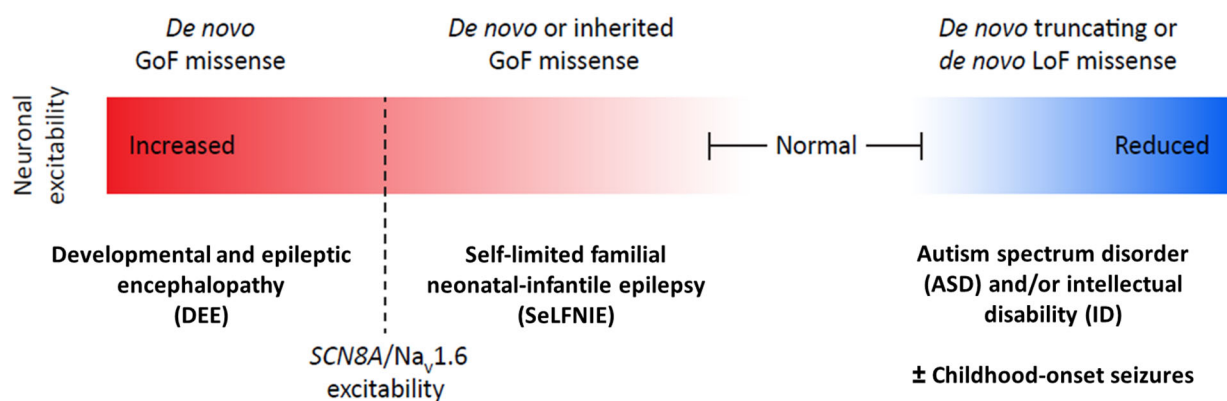 De novo
GoF missense
De novo or inherited
GoF missense
De novo truncating or
de novo LoF missense
Neuronal
excitability
Increased
Normal
Reduced
Developmental and epileptic
encephalopathy
(DEE)
Self-limited familial
neonatal-infantile epilepsy
(SeLFNIE)
Autism spectrum disorder
(ASD) and/or intellectual
disability (ID)
SCN8A/Nav1.6
excitability
± Childhood-onset seizures